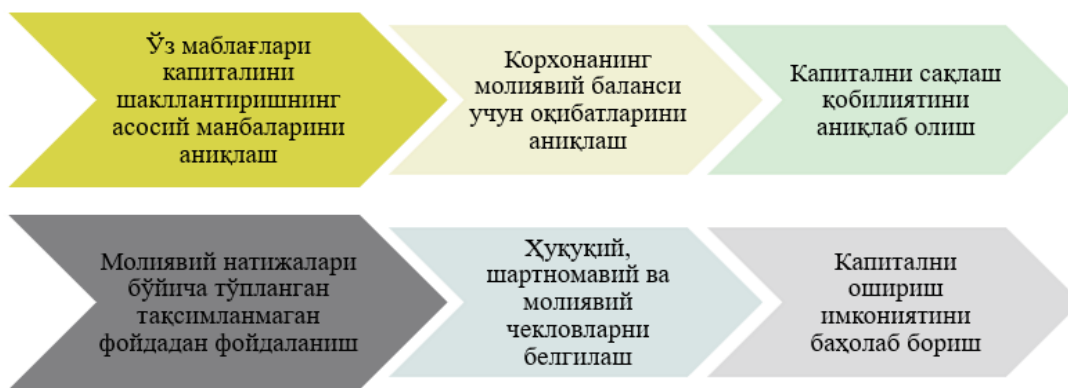 Ўз маблағлари
капиталини
шакллантиришнинг
асосий манбаларини
аниқлаш
Корхонанинг
молиявий баланси
учун оқибатларини
аниқлаш
Капитални сақлаш
қобилиятини
аниқлаб олиш
Молиявий натижалари
бўйича тўпланган
тақсимланмаган
фойдадан фойдаланиш
Ҳуқуқий,
шартномавий ва
молиявий
чекловларни
белгилаш
Капитални
ошириш
имкониятини
баҳолаб бориш